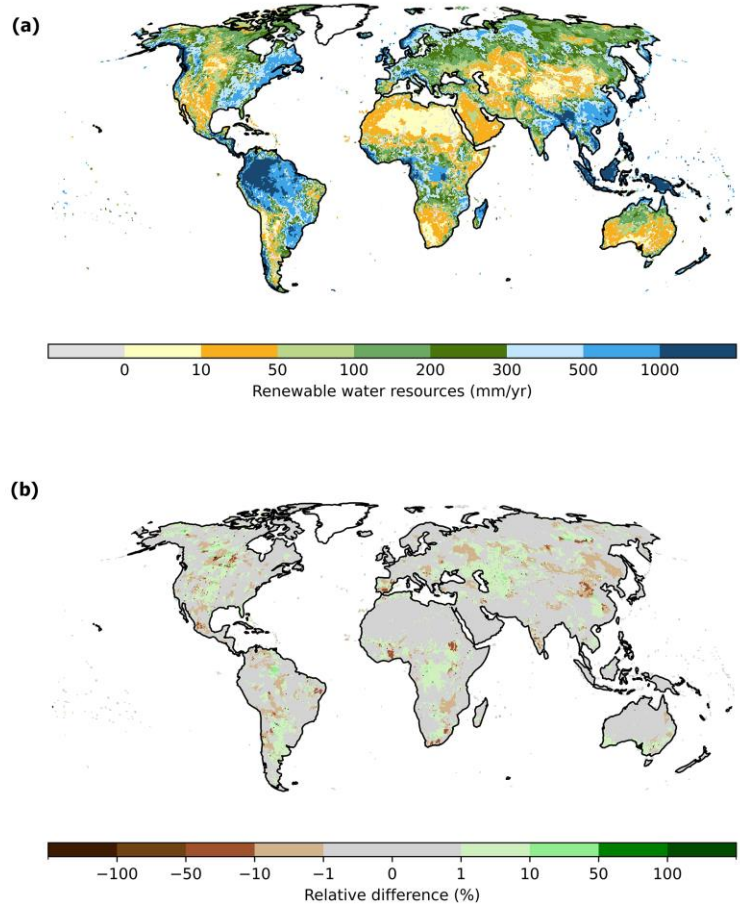 (a)
0 10 50 100 200 300 500 1000
Renewable water resources (mm/yr)
(b)
−100 −50 −10 −1 0 1 10 50 100
Relative difference (%)